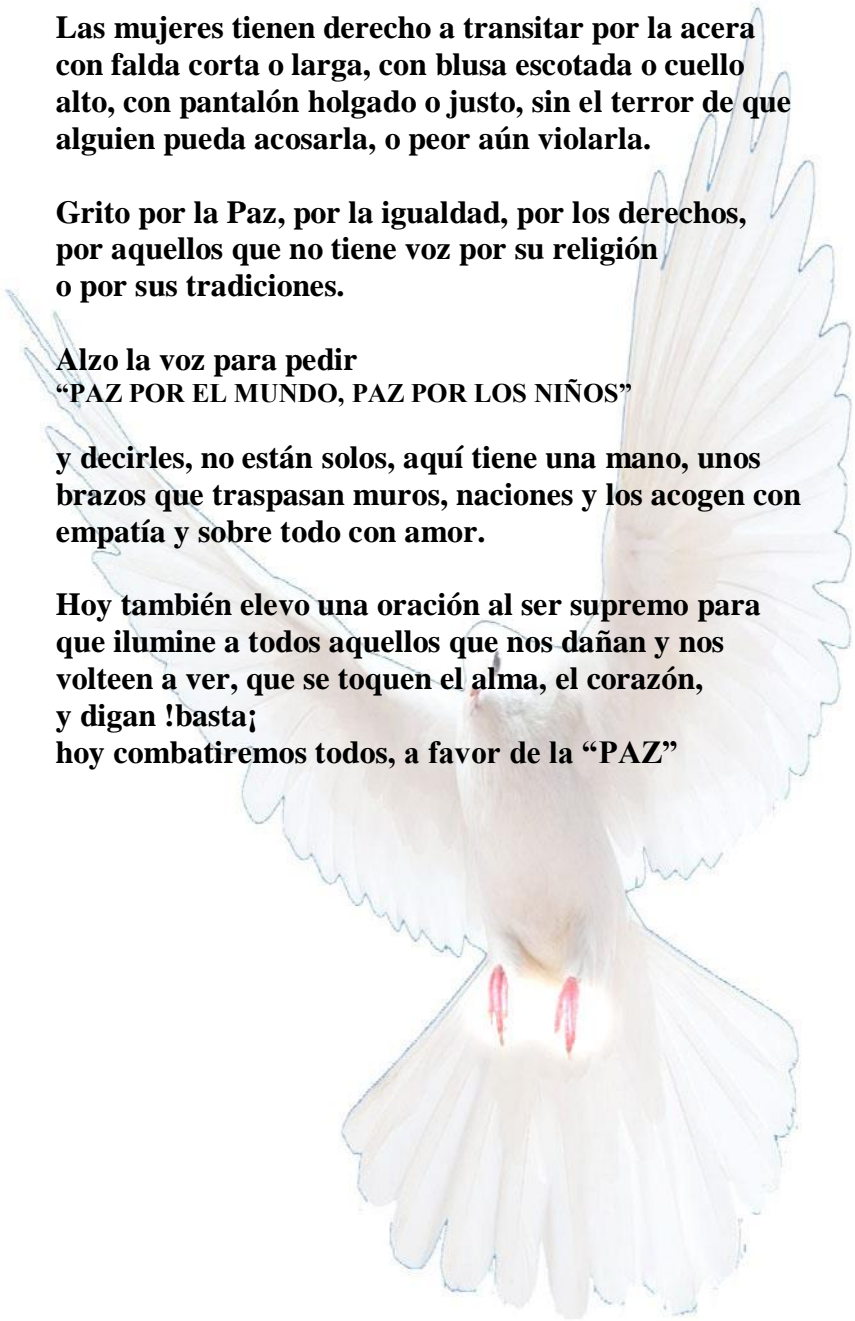 Las mujeres tienen derecho a transitar por la acera
con falda corta o larga, con blusa escotada o cuello
alto, con pantalón holgado o justo, sin el terror de que
alguien pueda acosarla, o peor aún violarla.
Grito por la Paz, por la igualdad, por los derechos,
por aquellos que no tiene voz por su religión
o por sus tradiciones.
Alzo la voz para pedir
“PAZ POR EL MUNDO, PAZ POR LOS NIÑOS”
y decirles, no están solos, aquí tiene una mano, unos
brazos que traspasan muros, naciones y los acogen con
empatía y sobre todo con amor.
Hoy también elevo una oración al ser supremo para
que ilumine a todos aquellos que nos dañan y nos
volteen a ver, que se toquen el alma, el corazón,
y digan !basta¡
hoy combatiremos todos, a favor de la “PAZ”